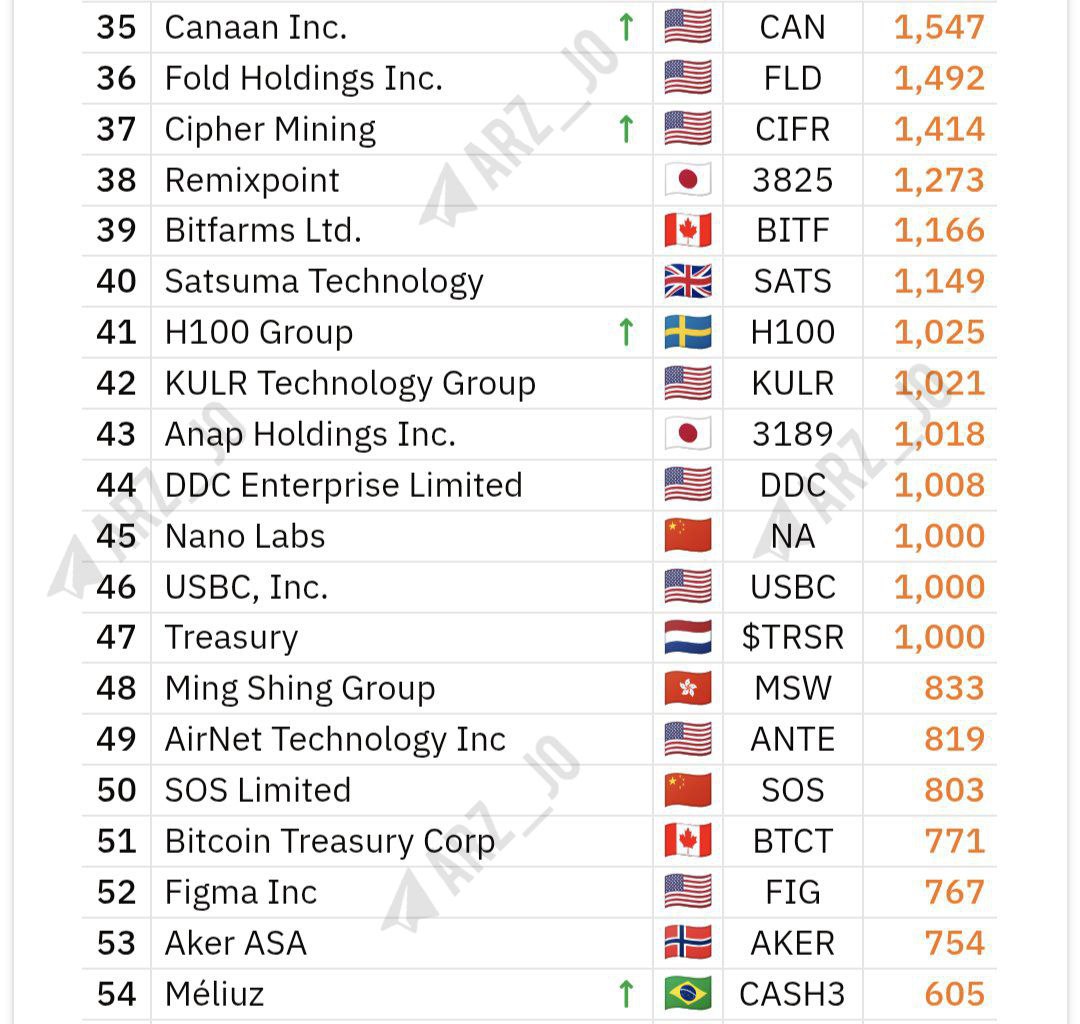 35 Canaan Inc. ↑ CAN 1,547
36 Fold Holdings Inc. FLD 1,492
37 Cipher Mining ↑ CIFR 1,414
38 Remixpoint 3825 1,273
39 Bitfarms Ltd. BITF 1,166
40 Satsuma Technology SATS 1,149
41 H100 Group ↑ H100 1,025
42 KULR Technology Group KULR 1,021
43 Anap Holdings Inc. 3189 1,018
44 DDC Enterprise Limited DDC 1,008
45 Nano Labs NA 1,000
46 USBC, Inc. USBC 1,000
47 Treasury $TRSR 1,000
48 Ming Shing Group MSW 833
49 AirNet Technology Inc ANTE 819
50 SOS Limited SOS 803
51 Bitcoin Treasury Corp BTCT 771
52 Figma Inc FIG 767
53 Aker ASA AKER 754
54 Méliuz ↑ CASH3 605
ARZ_JO
ARZ_JO
ARZ_JO
ARZ_JO